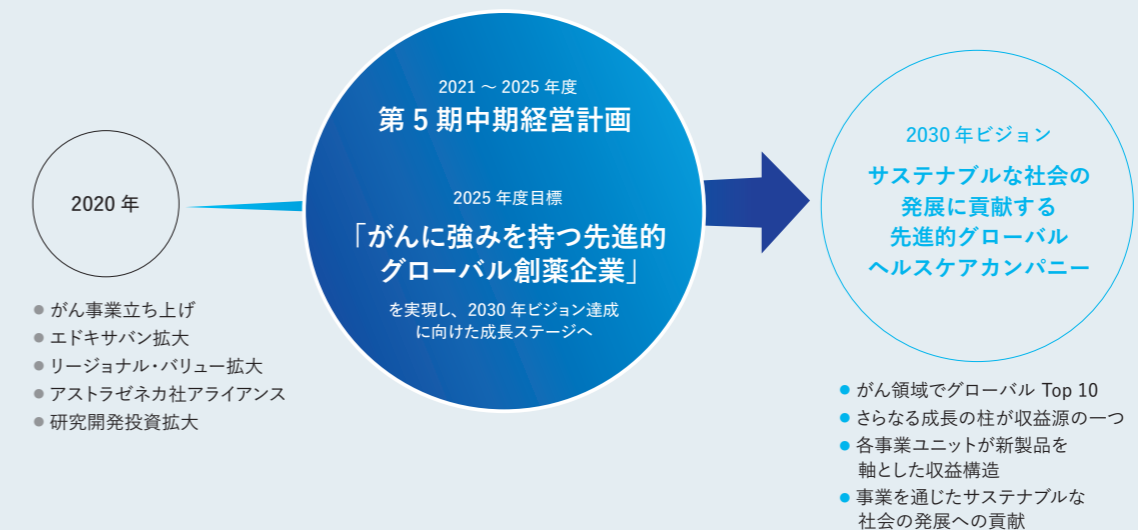 2020 年
● がん事業立ち上げ
● エドキサバン拡大
● リージョナル・バリュー拡大
● アストラゼネカ社アライアンス
● 研究開発投資拡大
2021 ～ 2025 年度
第 5 期中期経営計画
2025 年度目標
「がんに強みを持つ先進的
グローバル創薬企業」
を実現し、2030 年ビジョン達成
に向けた成長ステージへ
2030 年ビジョン
サステナブルな社会の
発展に貢献する
先進的グローバル
ヘルスケアカンパニー
● がん領域でグローバル Top 10
● さらなる成長の柱が収益源の一つ
● 各事業ユニットが新製品を
軸とした収益構造
● 事業を通じたサステナブルな
社会の発展への貢献